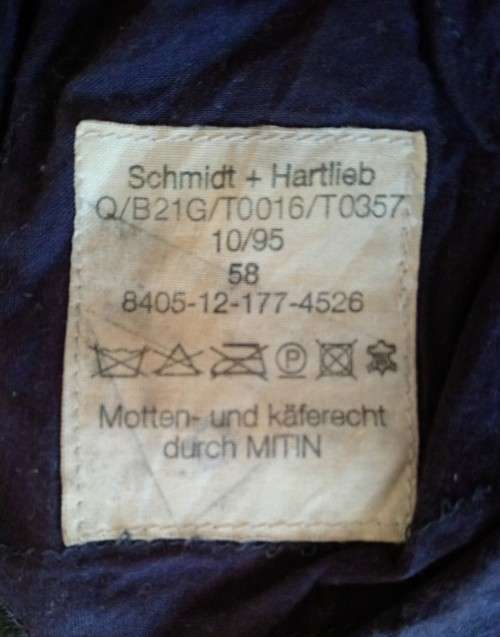 Schmidt + Hartlieb
Q/B21G/T0016/T0357
10/95
58
8405-12-177-4526
P
Motten- und käferecht
durch MITIN